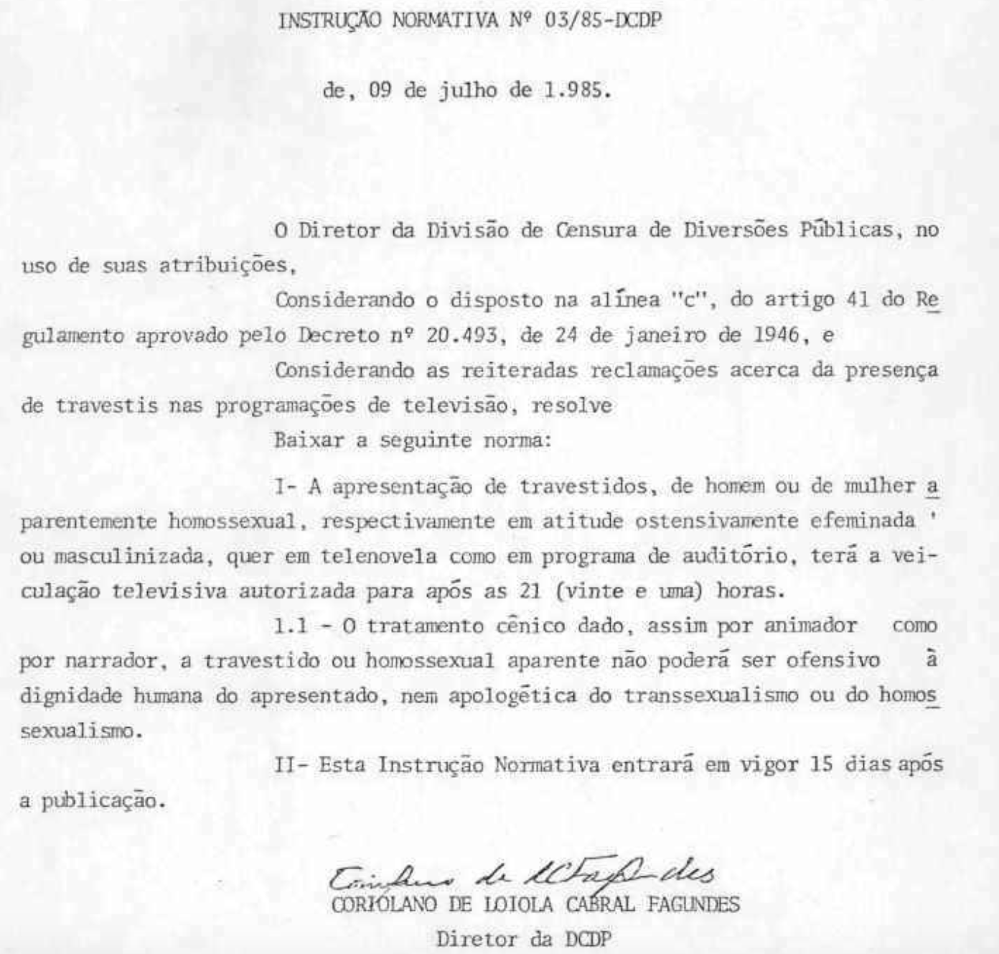 INSTRUÇÃO NORMATIVA Nº 03/85-DCDP
de, 09 de julho de 1.985.
O Diretor da Divisão de Censura de Diversões Públicas, no
uso de suas atribuições,
Considerando o disposto na alínea "c", do artigo 41 do Re
gulamento aprovado pelo Decreto nº 20.493, de 24 de janeiro de 1946, e
Considerando as reiteradas reclamações acerca da presença
de travestis nas programações de televisão, resolve
Baixar a seguinte norma:
I- A apresentação de travestidos, de homem ou de mulher a
parentemente homossexual, respectivamente em atitude ostensivamente efeminada '
ou masculinizada, quer em telenovela como em programa de auditório, terá a vei-
culação televisiva autorizada para após as 21 (vinte e uma) horas.
1.1 - O tratamento cênico dado, assim por animador como
por narrador, a travestido ou homossexual aparente não poderá ser ofensivo à
dignidade humana do apresentado, nem apologética do transsexualismo ou do homos
sexualismo.
II- Esta Instrução Normativa entrará em vigor 15 dias após
a publicação.
CORIOLANO DE LOIOLA CABRAL FAGUNDES
Diretor da DCDP